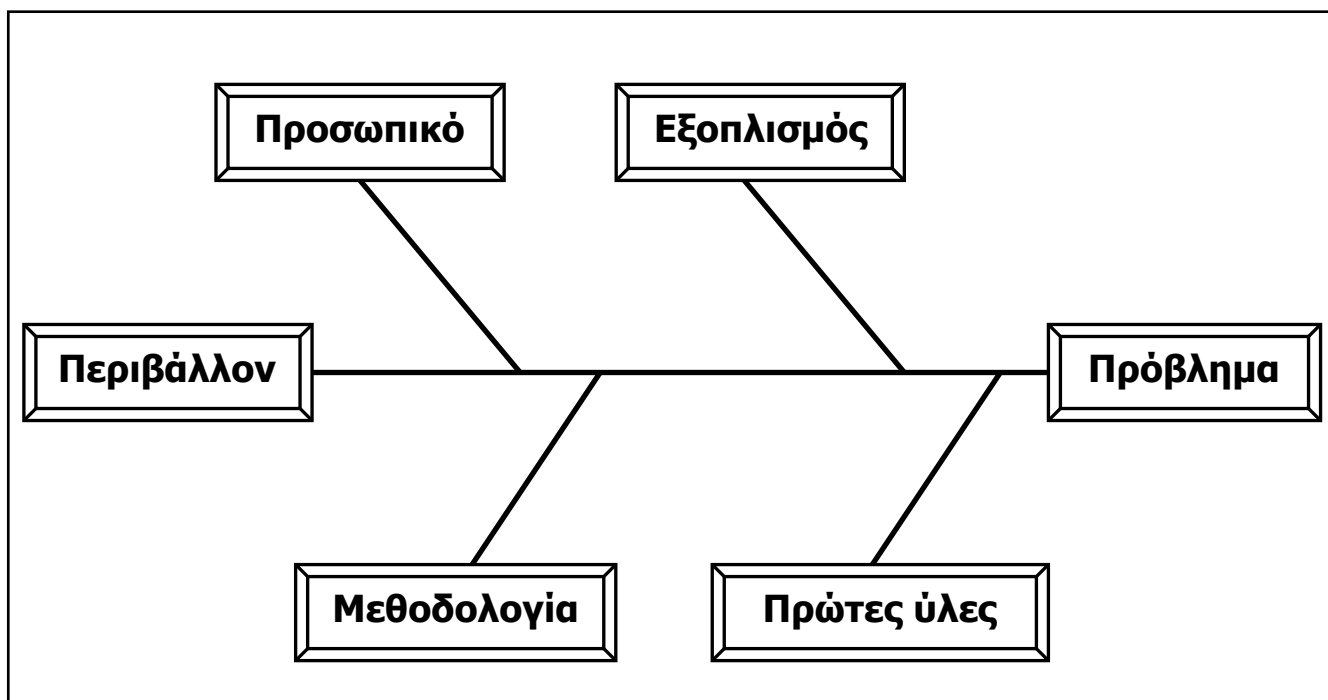 Προσωπικό
Εξοπλισμός
Περιβάλλον
Πρόβλημα
Μεθοδολογία
Πρώτες ύλες